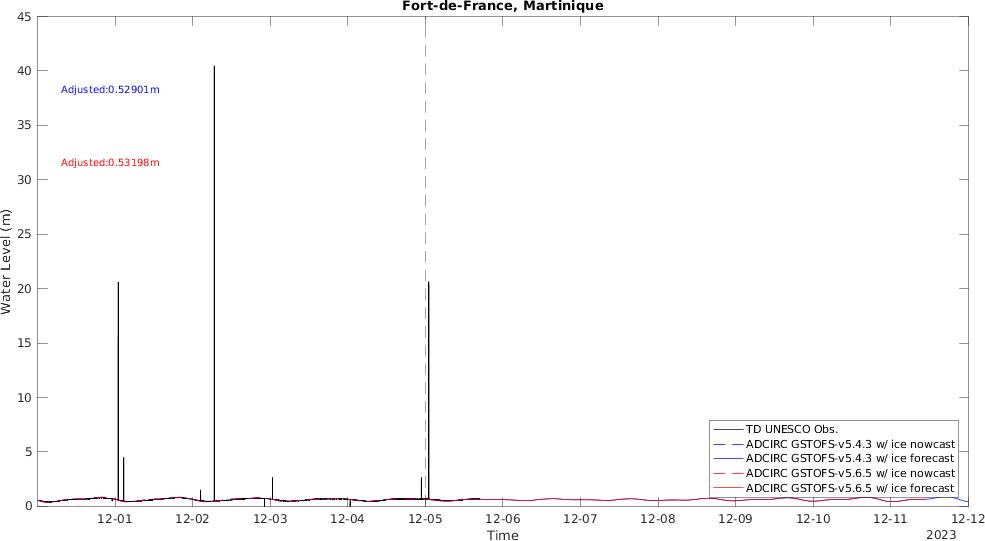 Fort-de-France, Martinique
45
40
35
30
25
20
15
10
5
0
Water Level (m)
Adjusted:0.52901m
Adjusted:0.53198m
TD UNESCO Obs.
ADCIRC GSTOFS-v5.4.3 w/ ice nowcast
ADCIRC GSTOFS-v5.4.3 w/ ice forecast
ADCIRC GSTOFS-v5.6.5 w/ ice nowcast
ADCIRC GSTOFS-v5.6.5 w/ ice forecast
12-01 12-02 12-03 12-04 12-05 12-06 12-07 12-08 12-09 12-10 12-11 12-12
Time
2023